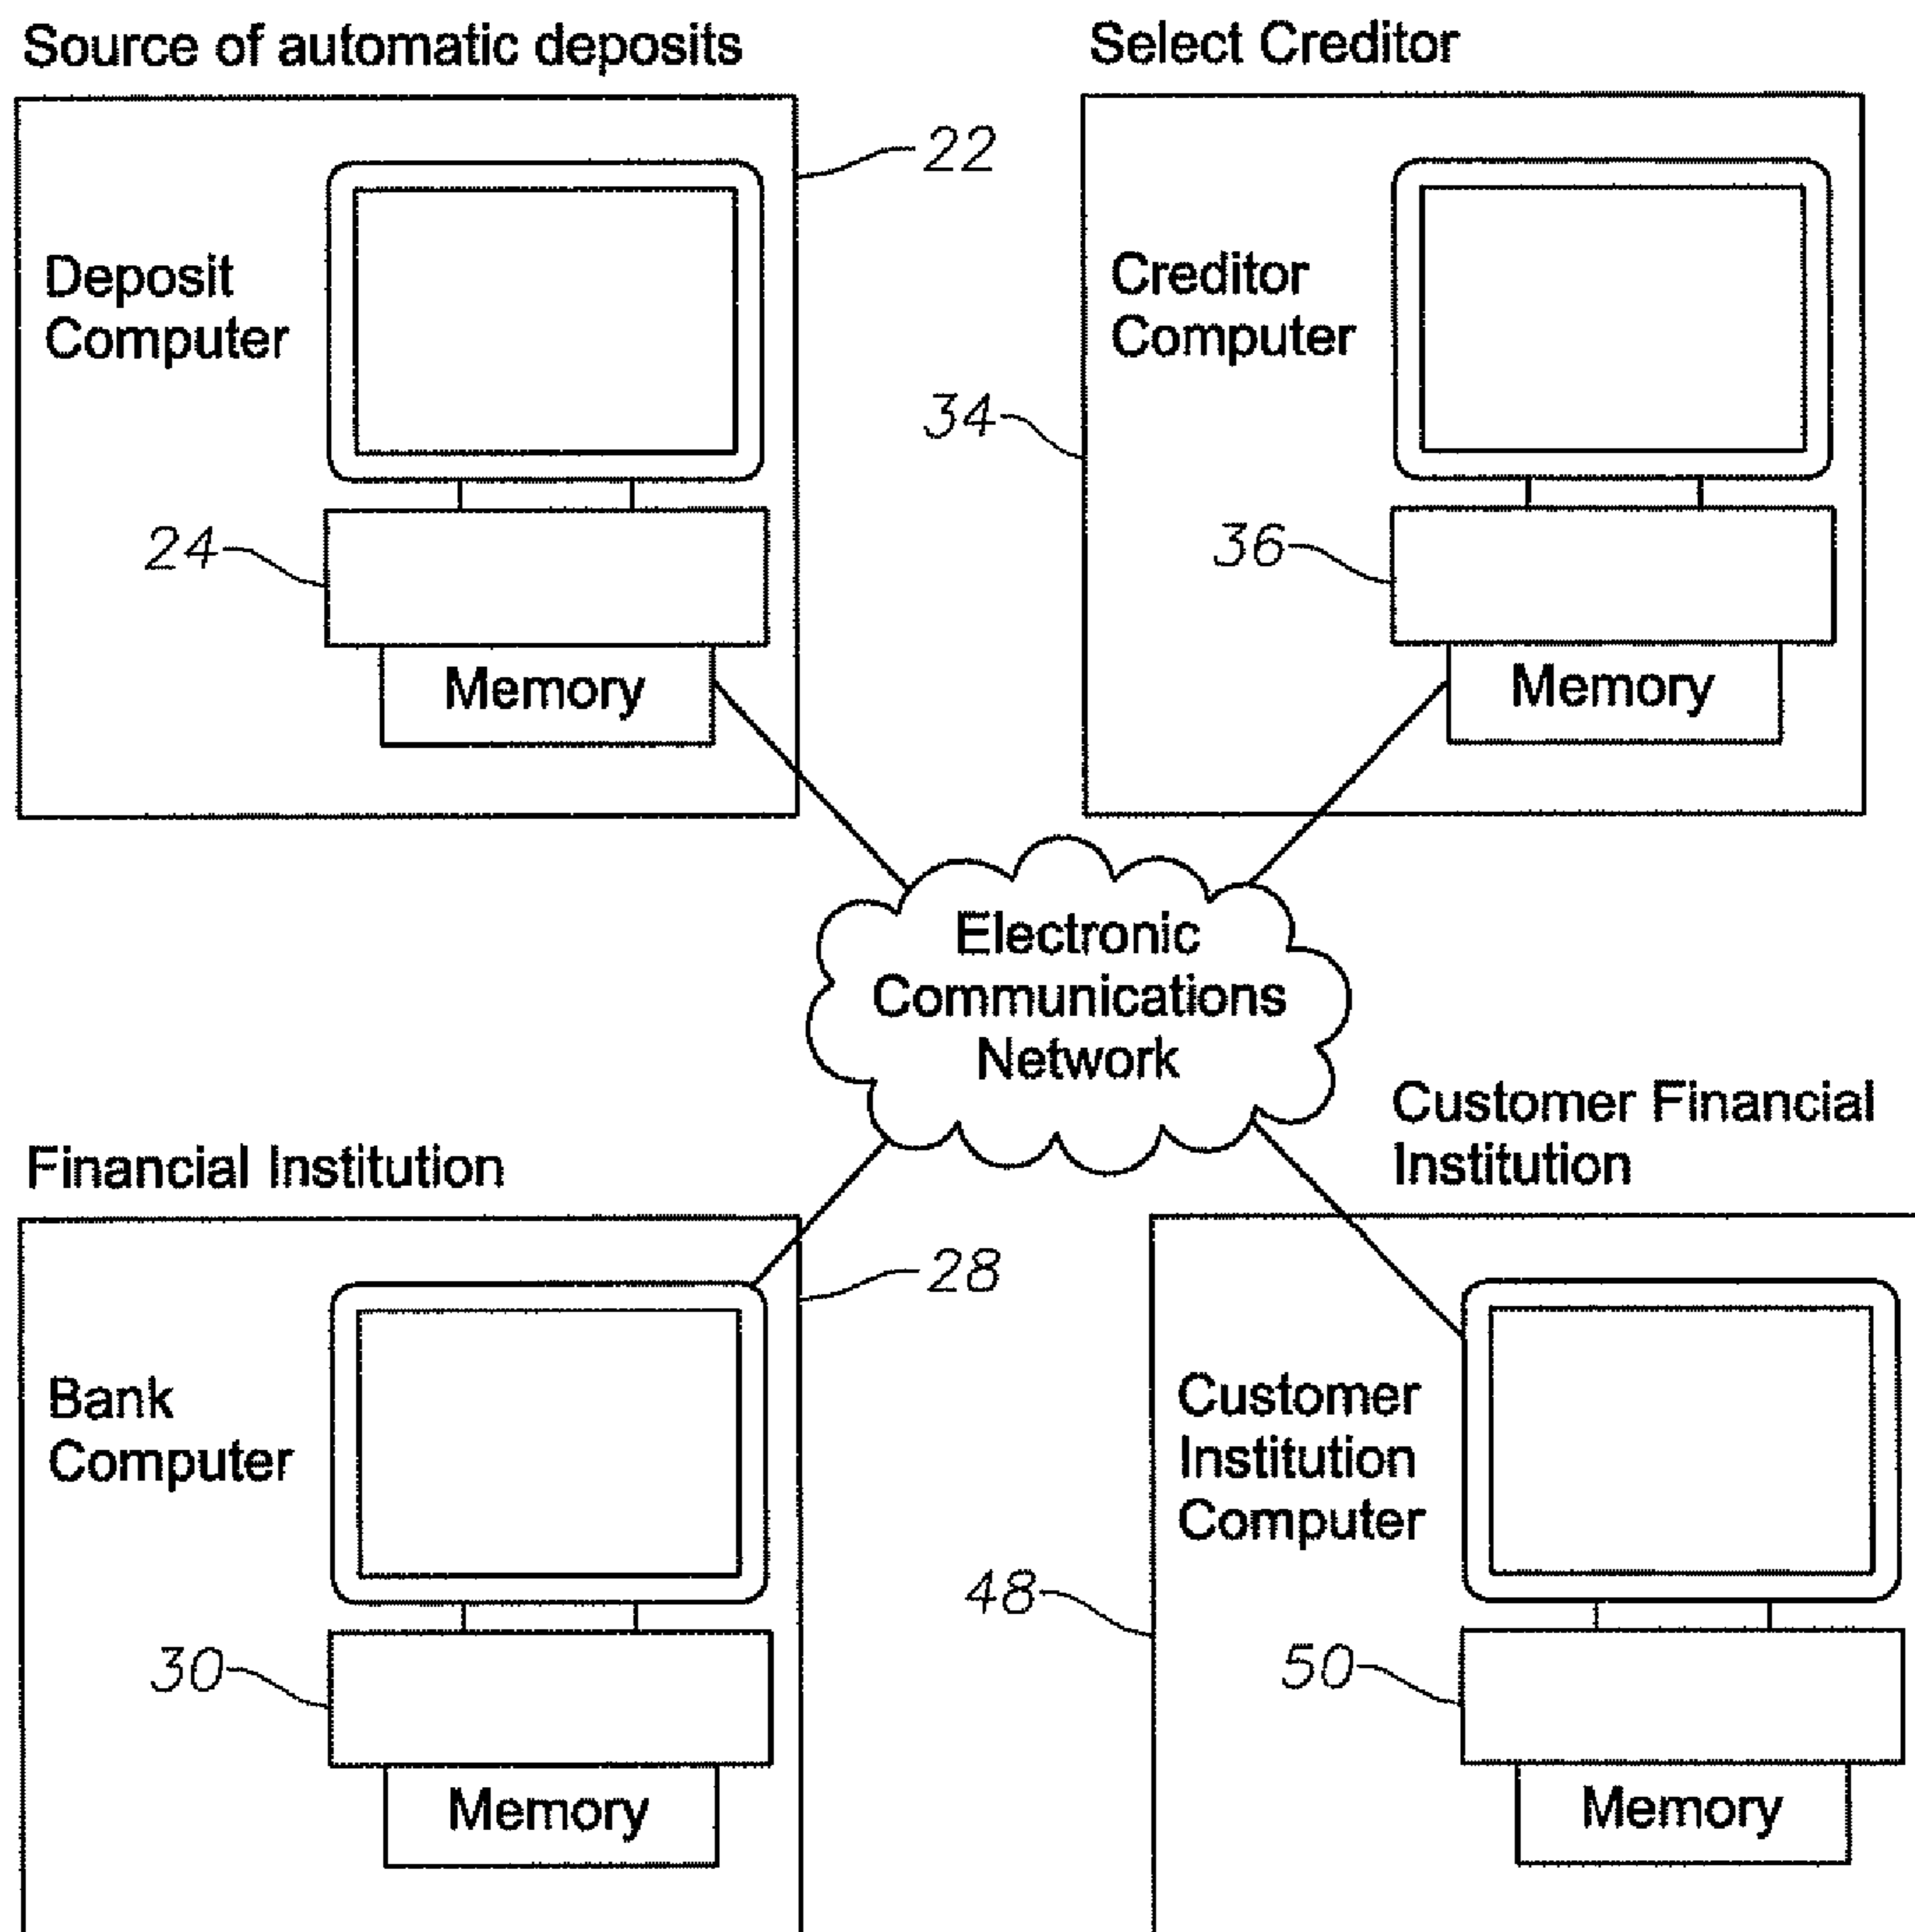 Source of automatic deposits
Select Creditor
22
Deposit
Computer
Creditor
Computer
34
24
36
Memory
Memory
Electronic
Communications
Network
Customer Financial
Institution
Financial Institution
28
Bank
Computer
Customer
Institution
Computer
48
30
50
Memory
Memory